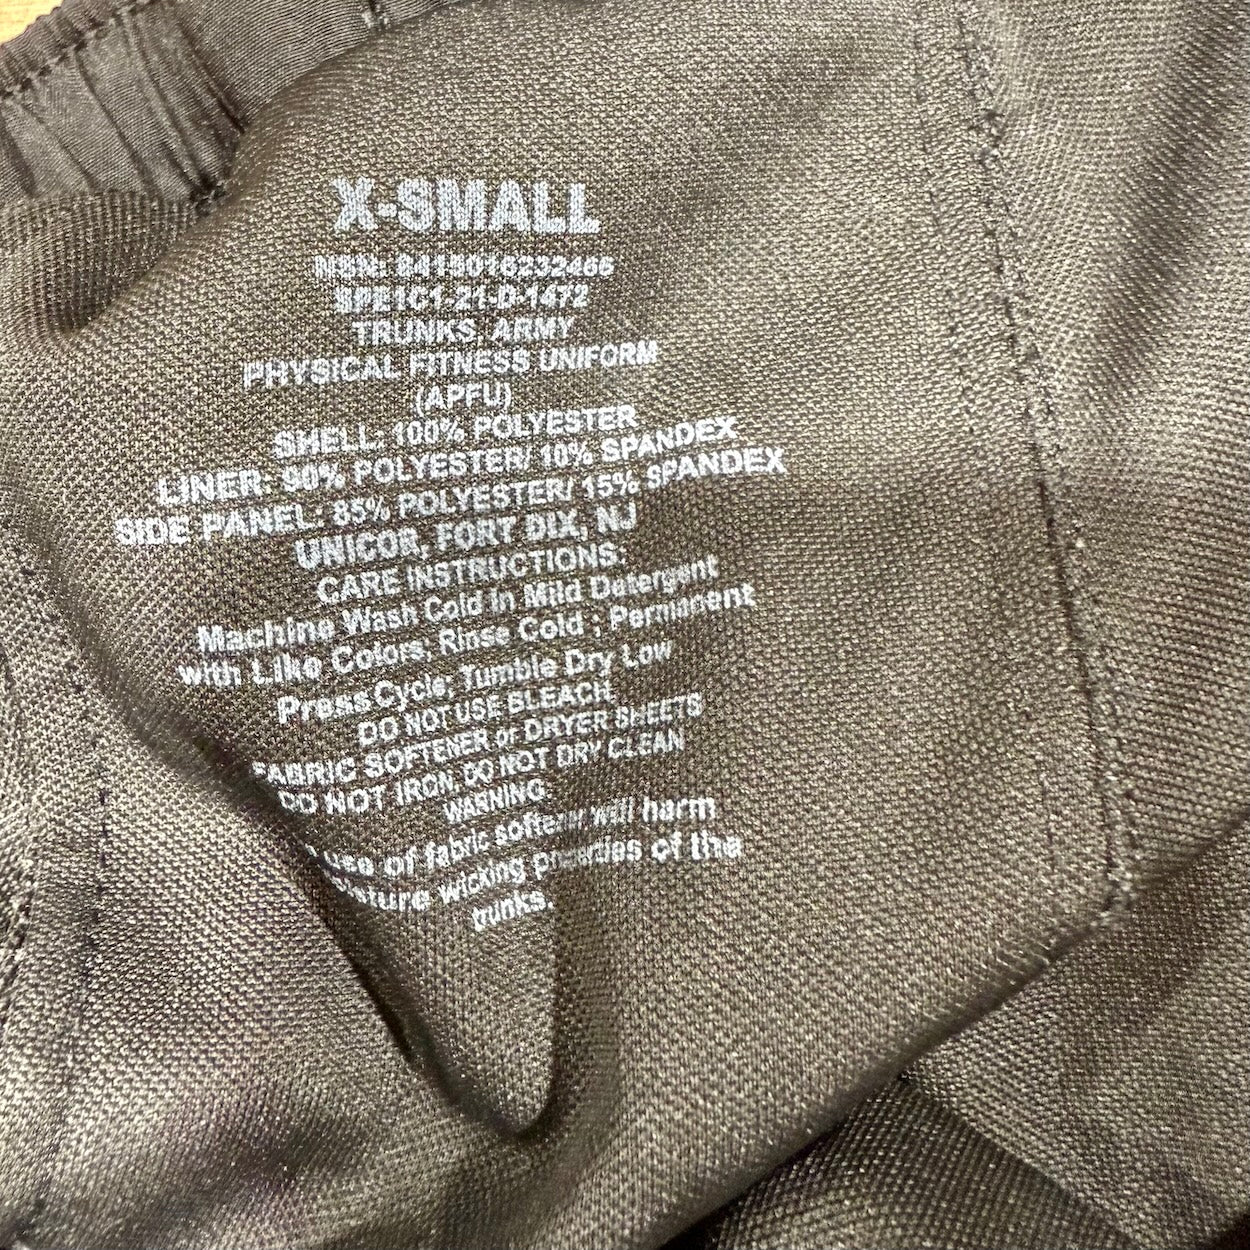 X-SMALL
NSN: 8415016232466
SPE1C1-21-D-1472
TRUNKS, ARMY
PHYSICAL FITNESS UNIFORM
(APFU)
SHELL: 100% POLYESTER
LINER: 90% POLYESTER/ 10% SPANDEX
SIDE PANEL: 85% POLYESTER/ 15% SPANDEX
UNICOR, FORT DIX, NJ
CARE INSTRUCTIONS:
Machine Wash Cold in Mild Detergent
with Like Colors; Rinse Cold ; Permanent
Press Cycle; Tumble Dry Low
DO NOT USE BLEACH,
FABRIC SOFTENER or DRYER SHEETS
DO NOT IRON, DO NOT DRY CLEAN
WARNING
use of fabric softener will harm
wicking properties of the
trunks.